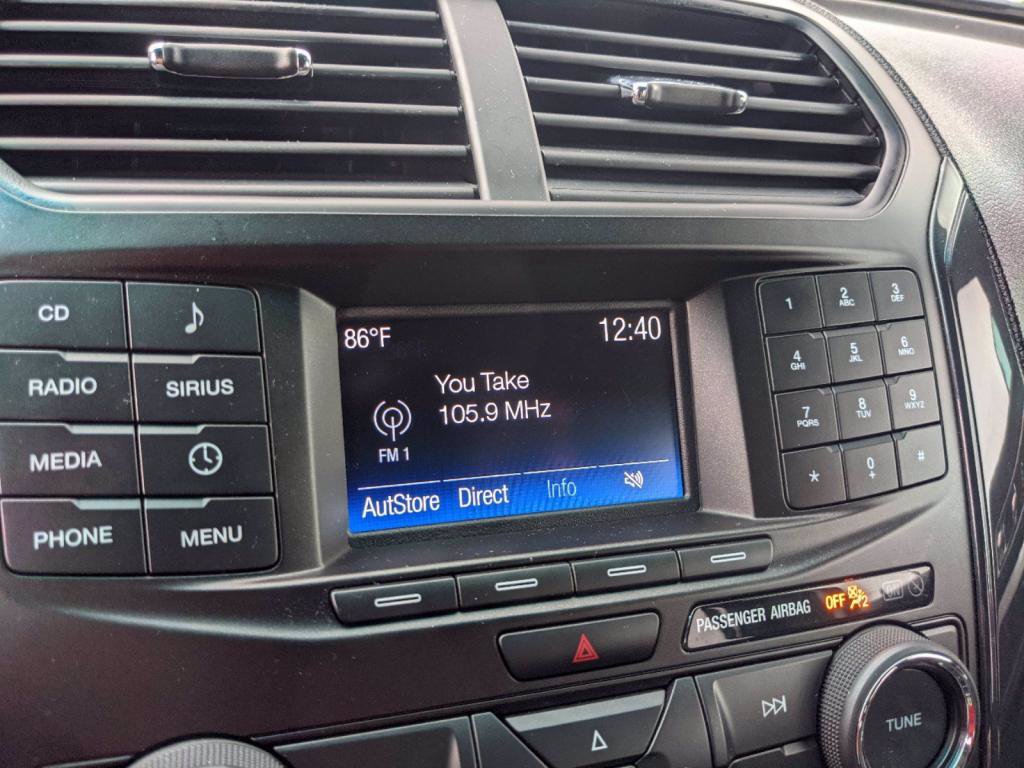 CD
RADIO
SIRIUS
MEDIA
PHONE
MENU
86°F
12:40
You Take
105.9 MHz
FM 1
AutStore Direct Info
1
2
ABC
3
DEF
4
GHI
5
JKL
6
MNO
7
PQRS
8
TUV
9
WXYZ
*
0
+
#
PASSENGER AIRBAG OFF 2 ON
TUNE